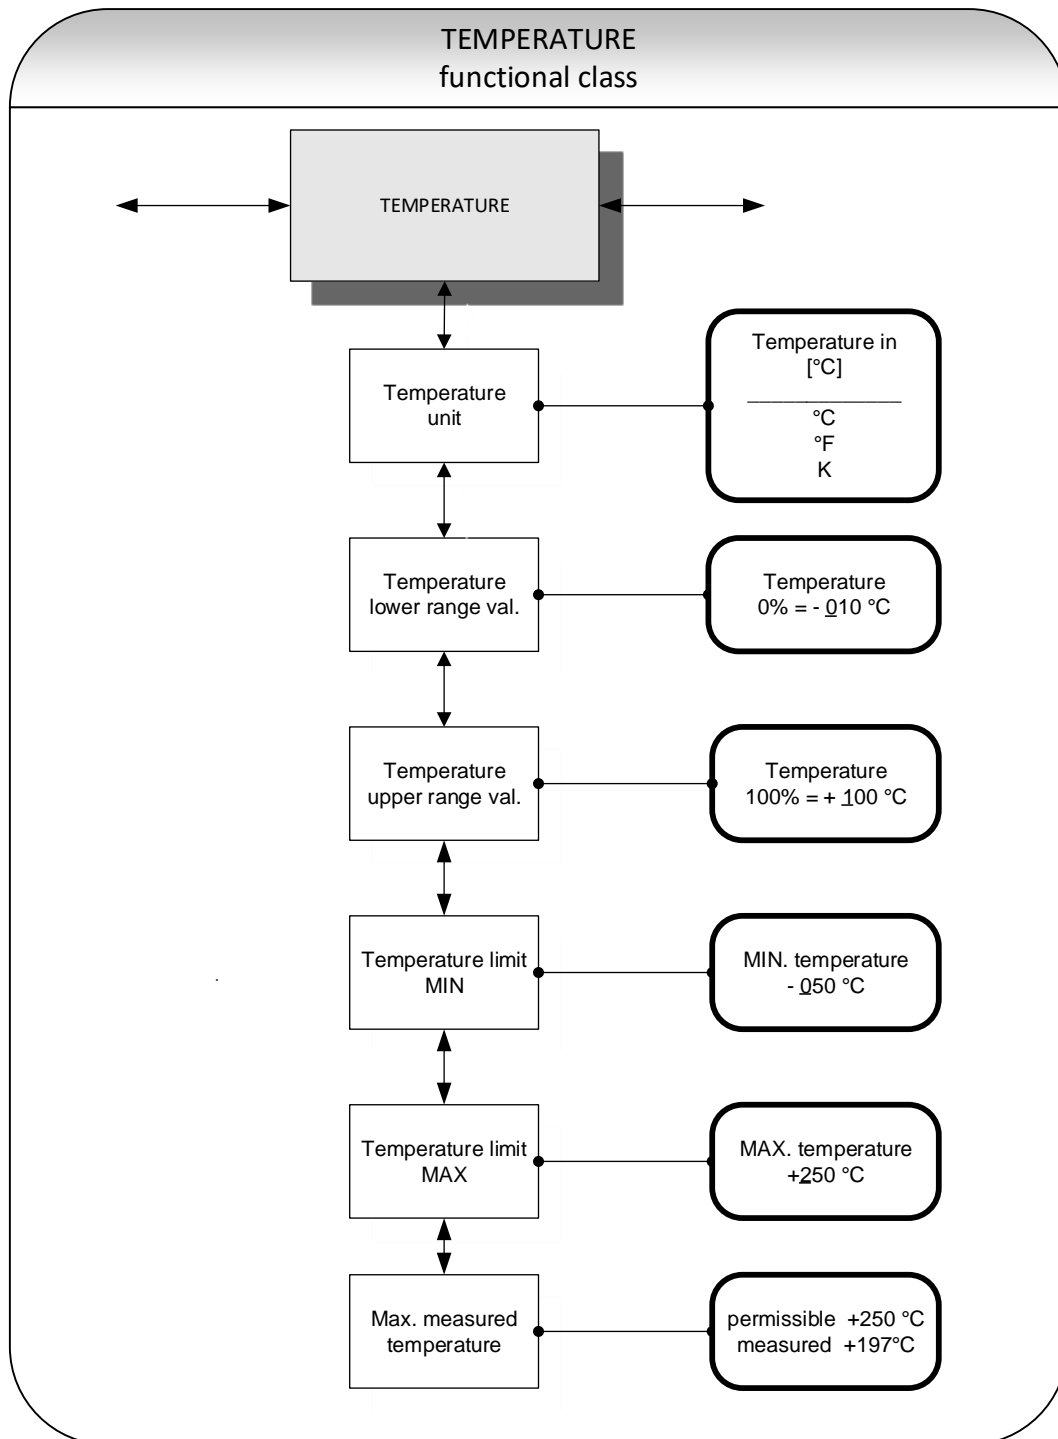 TEMPERATURE
functional class
TEMPERATURE
Temperature
unit
Temperature in
[°C]
_____________
°C
°F
K
Temperature
lower range val.
Temperature
0% = - 010 °C
Temperature
upper range val.
Temperature
100% = + 100 °C
Temperature limit
MIN
MIN. temperature
- 050 °C
Temperature limit
MAX
MAX. temperature
+250 °C
Max. measured
temperature
permissible +250 °C
measured +197°C